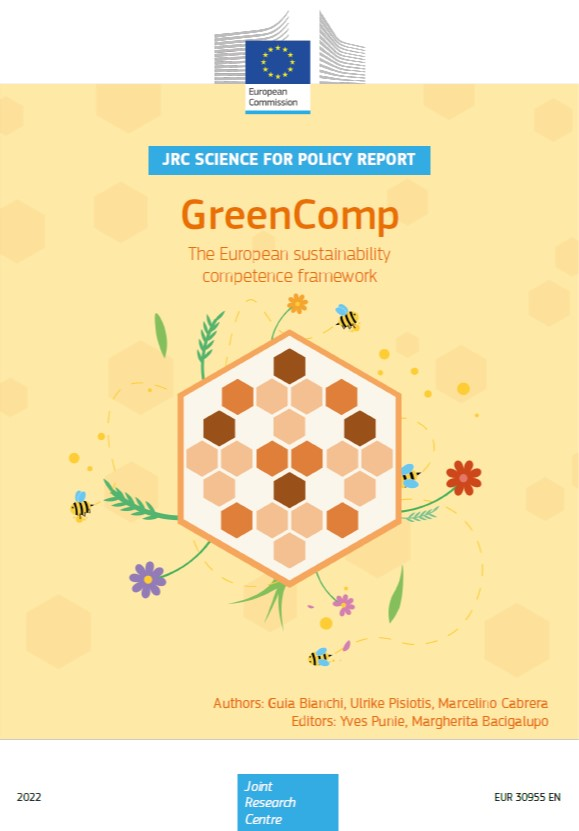 European
Commission
JRC SCIENCE FOR POLICY REPORT
GreenComp
The European sustainability
competence framework
Authors: Guia Bianchi, Ulrike Pisiotis, Marcelino Cabrera
Editors: Yves Punie, Margherita Bacigalupo
2022
Joint
Research
Centre
EUR 30955 EN